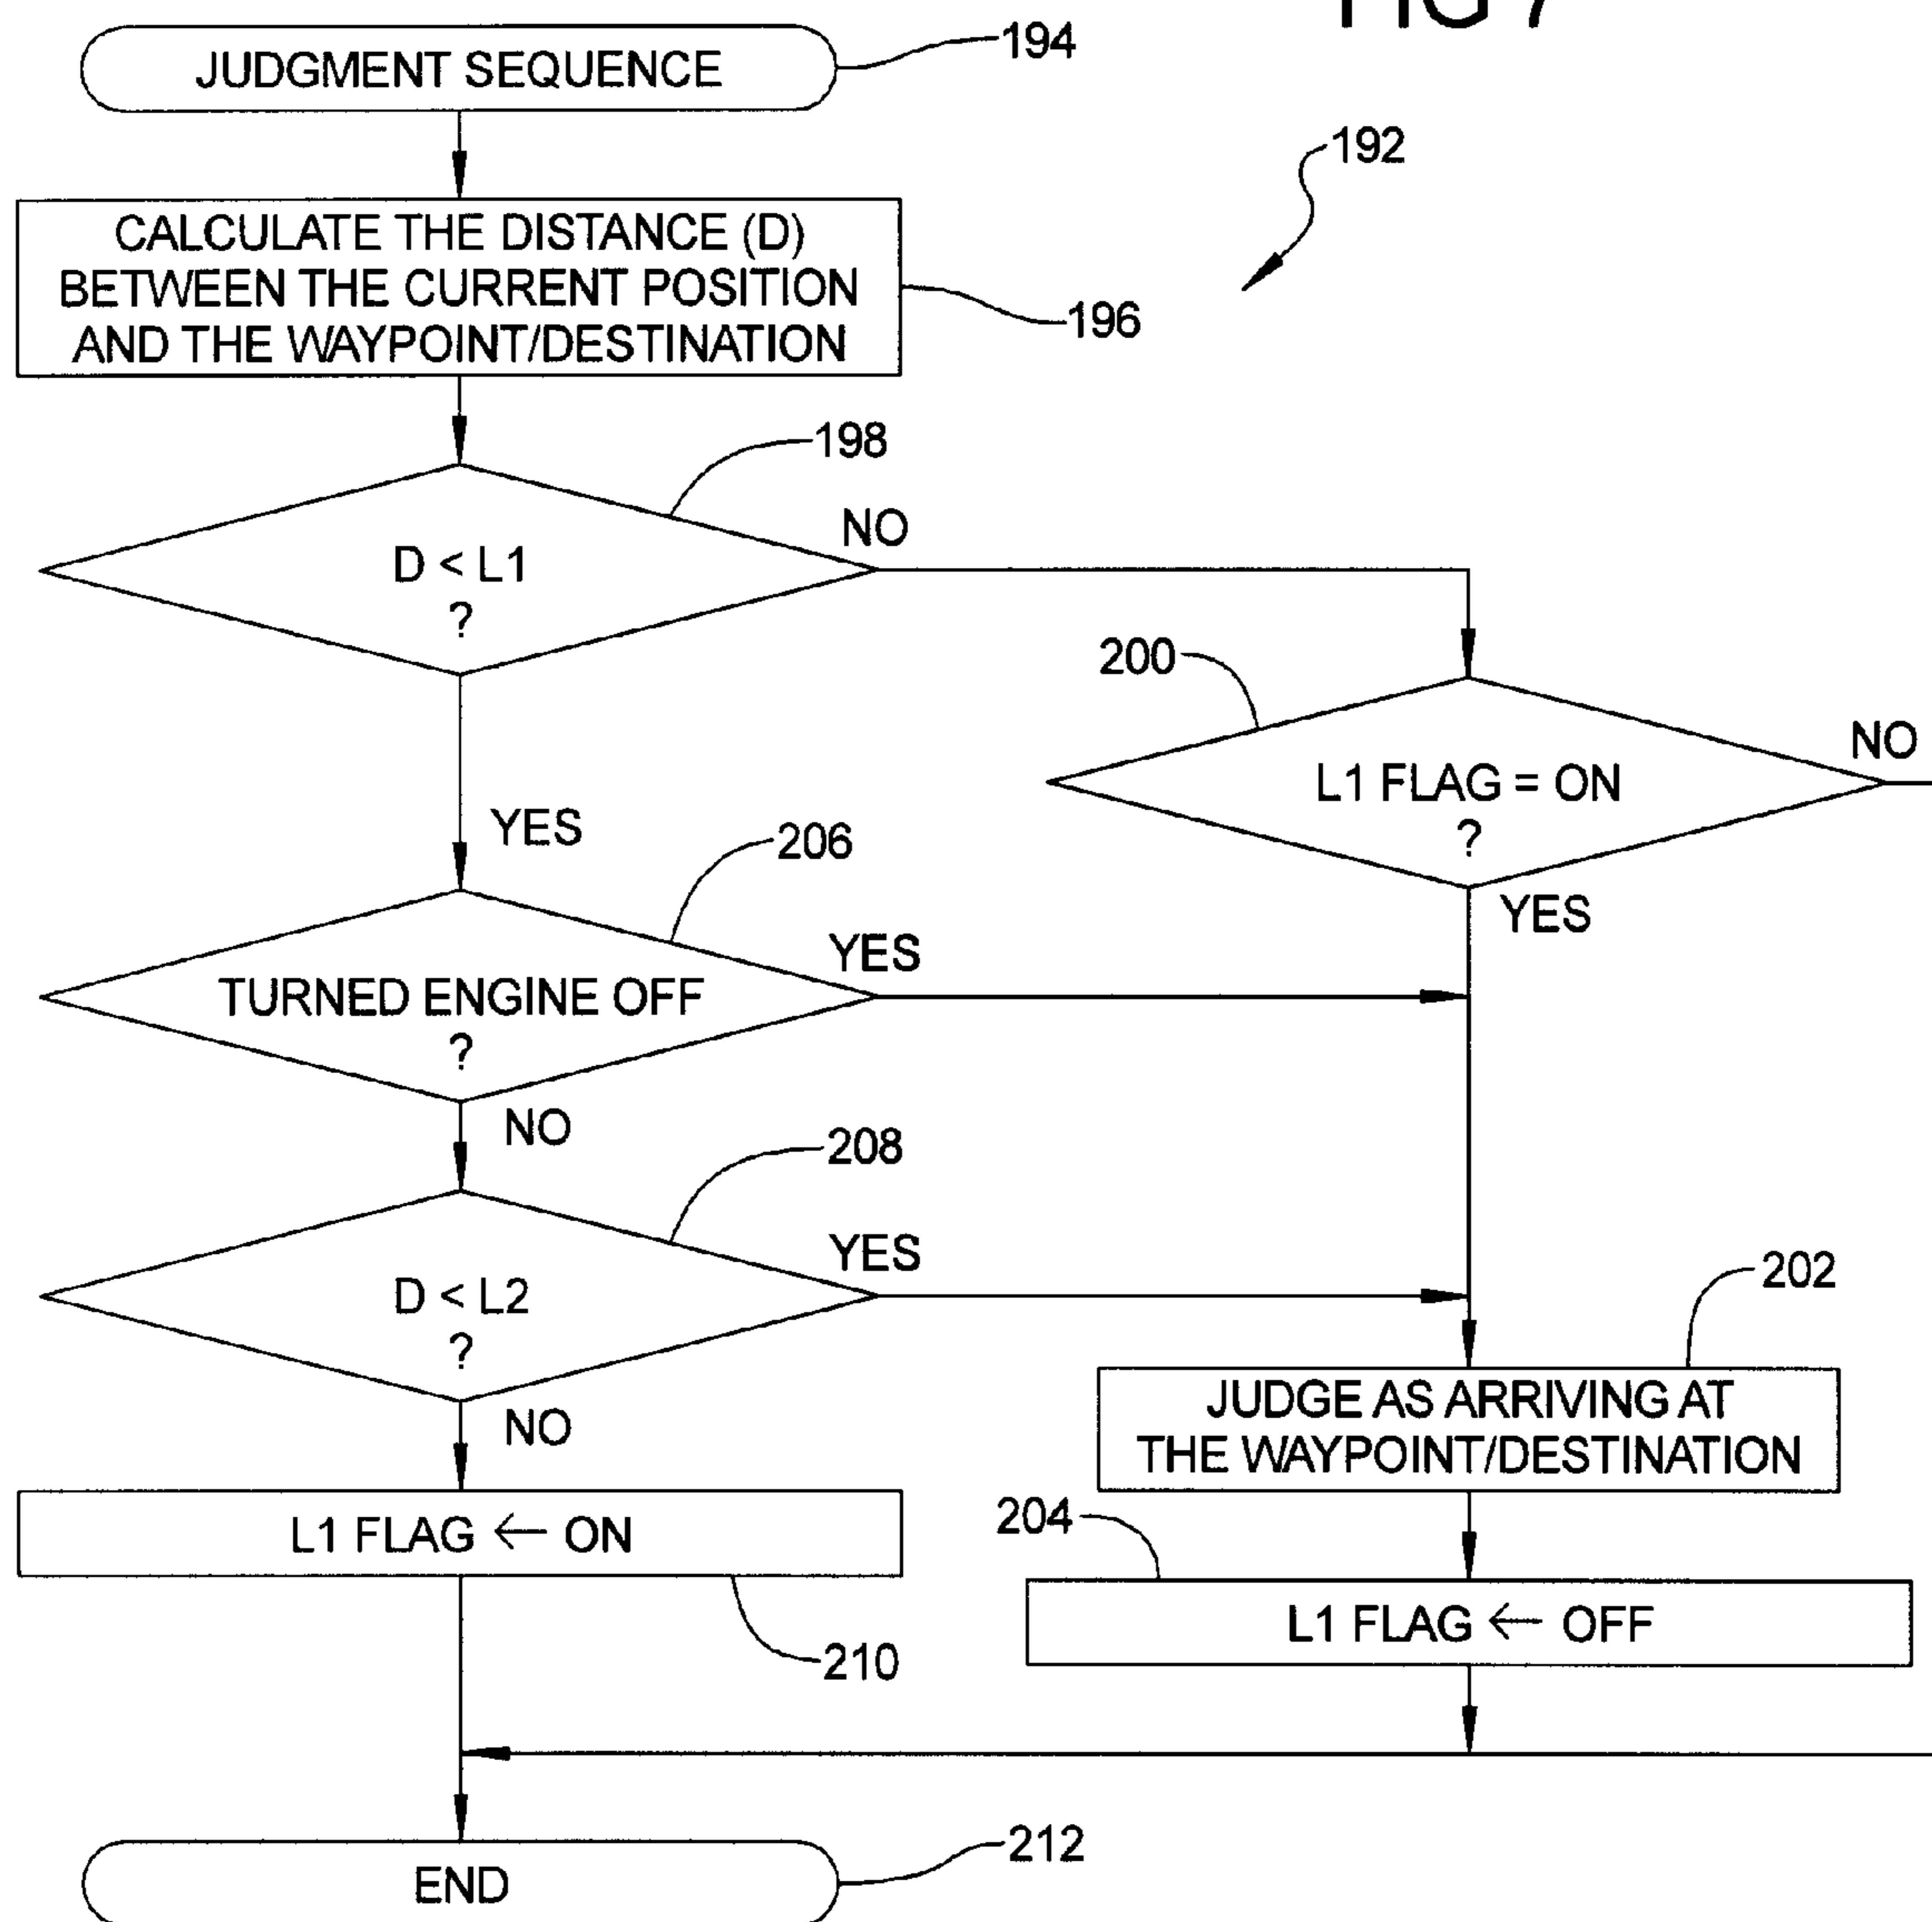 FIG 7
JUDGMENT SEQUENCE
194
192
CALCULATE THE DISTANCE (D)
BETWEEN THE CURRENT POSITION
AND THE WAYPOINT/DESTINATION
196
198
D < L1
?
NO
YES
200
L1 FLAG = ON
?
NO
YES
206
TURNED ENGINE OFF
?
YES
NO
208
D < L2
?
YES
NO
202
JUDGE AS ARRIVING AT
THE WAYPOINT/DESTINATION
L1 FLAG ← ON
210
204
L1 FLAG ← OFF
END
212